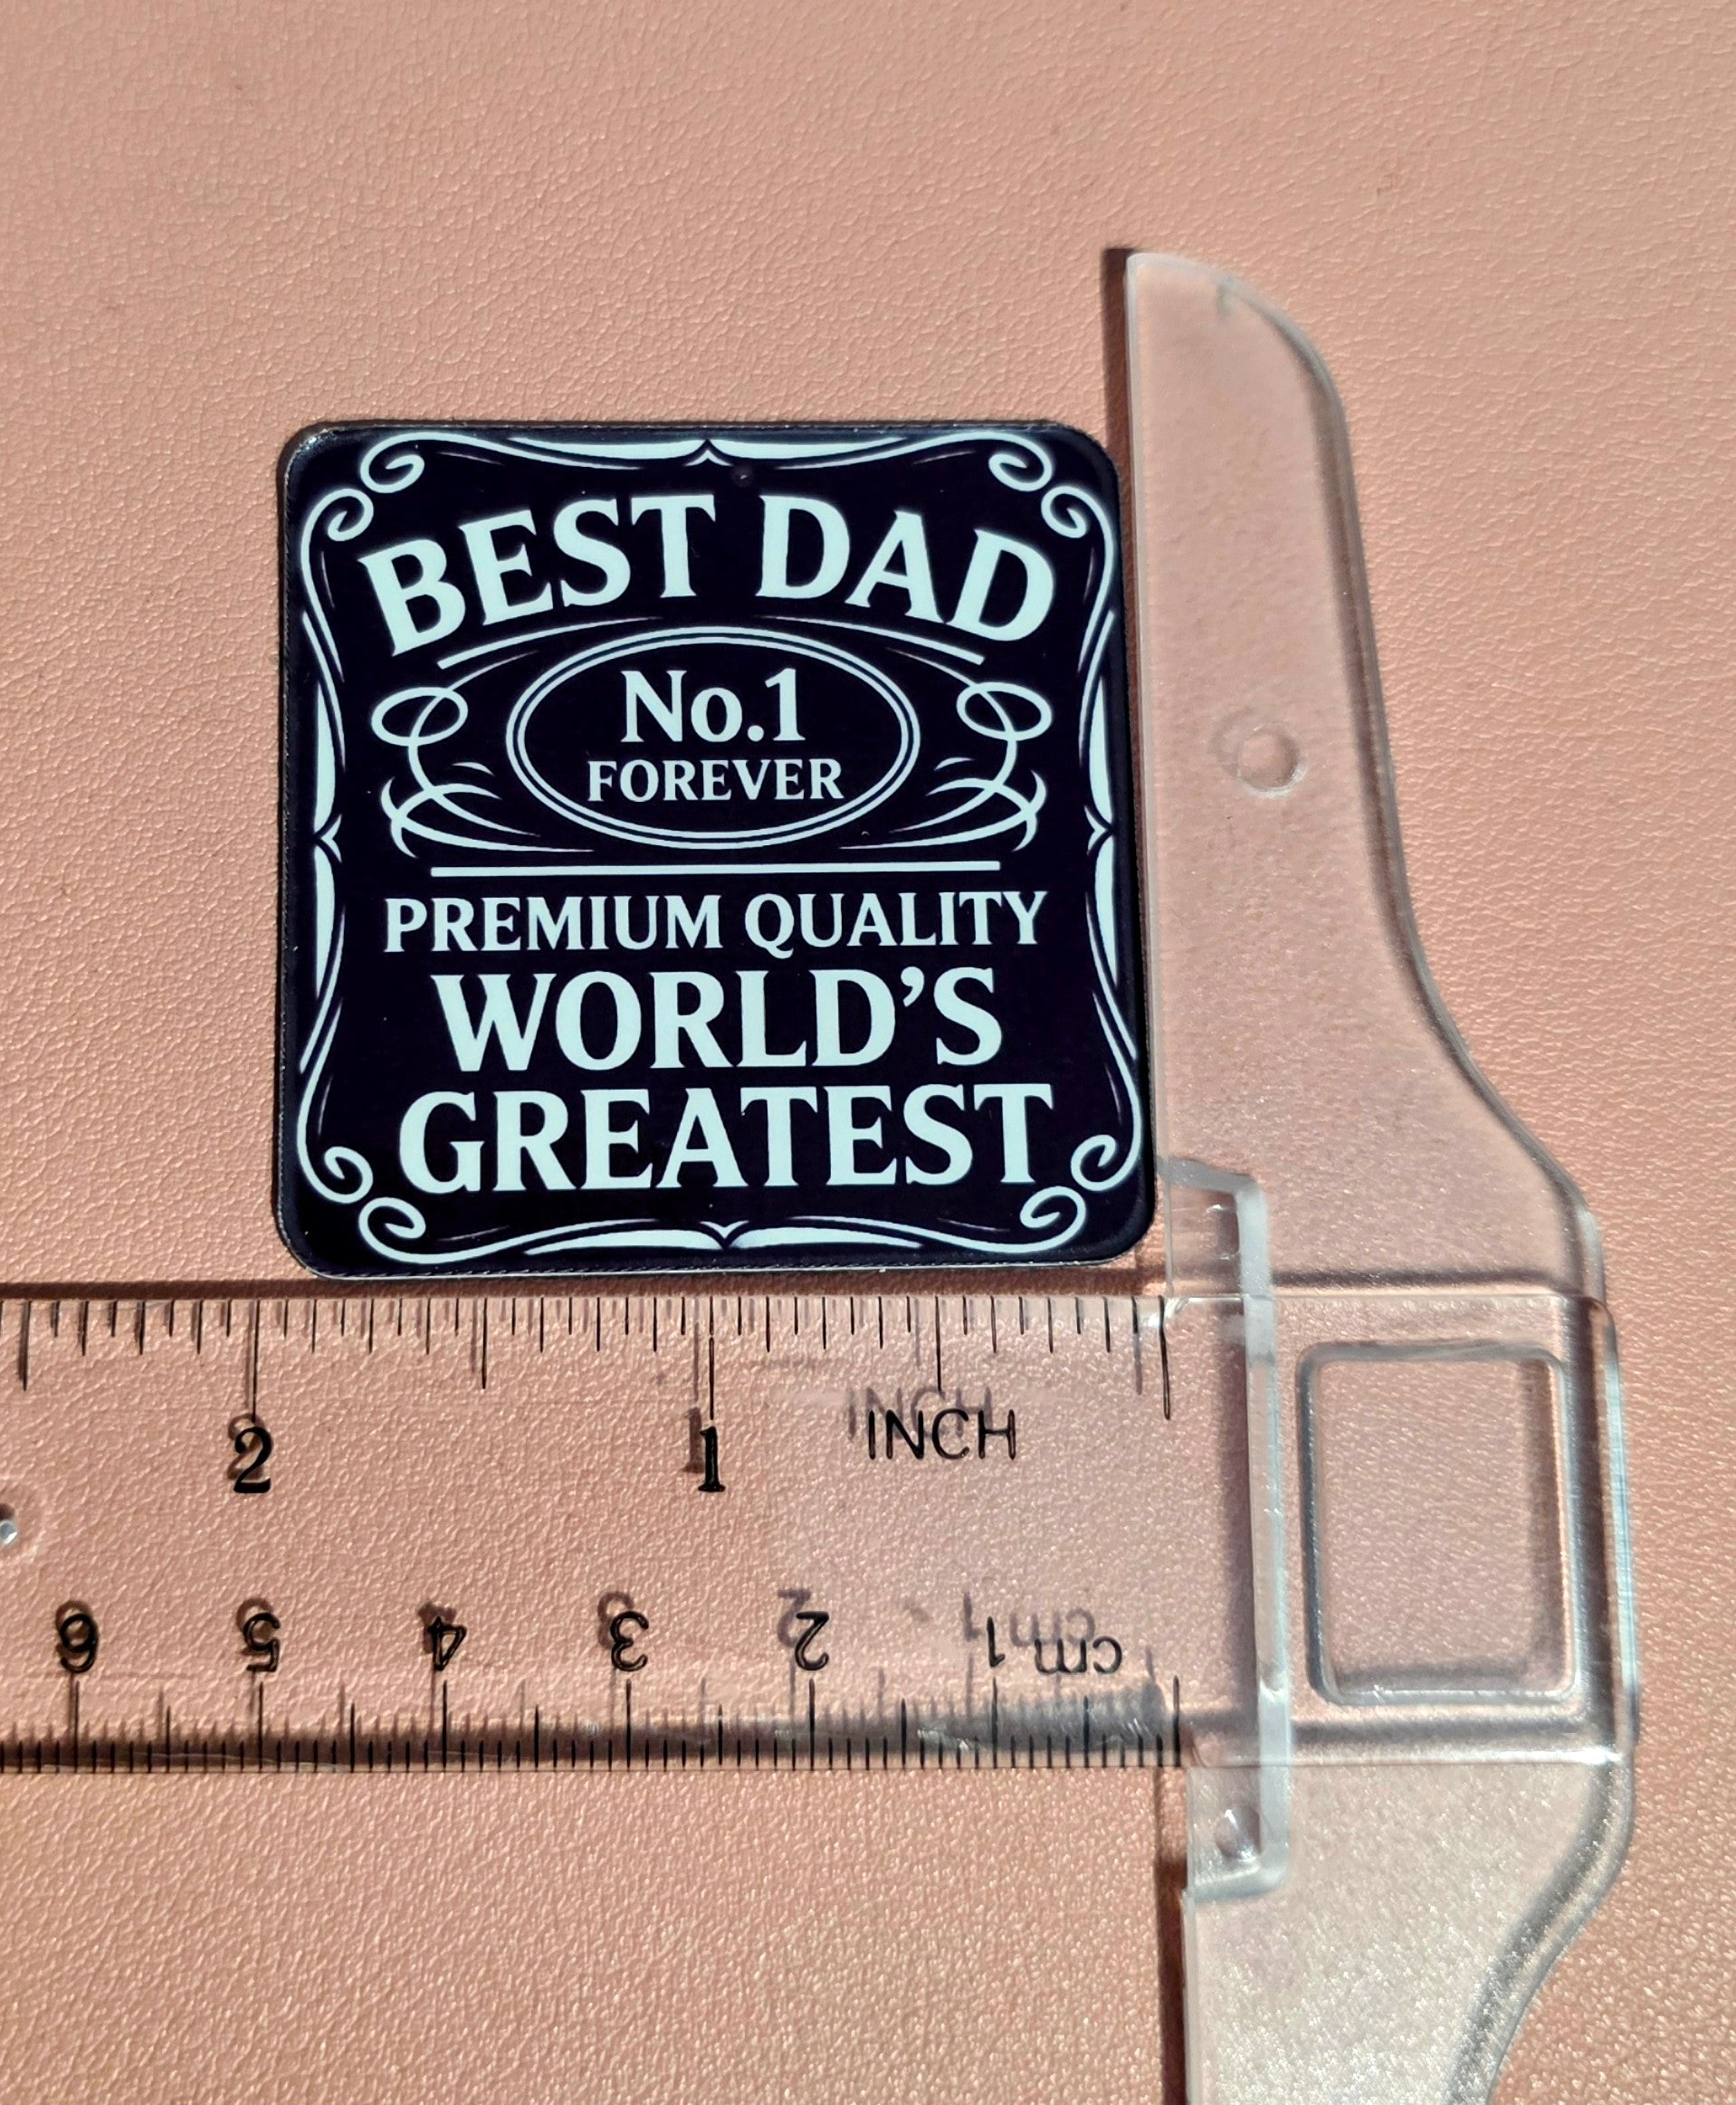 BEST DAD
No.1
FOREVER
PREMIUM QUALITY
WORLD'S
GREATEST
INCH
2 1
6 5 4 3 2 1 cm